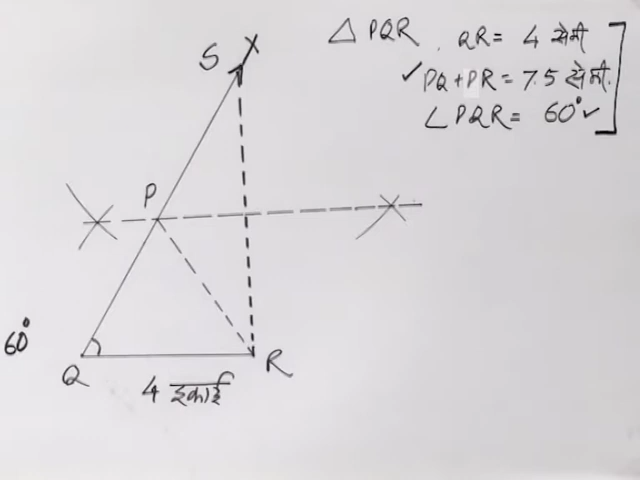 △ PQR, QR = 4 सेमी
✓ PQ + PR = 7.5 सेमी.
∠PQR = 60° ✓
S
X
P
60°
Q
R
4 इकाई